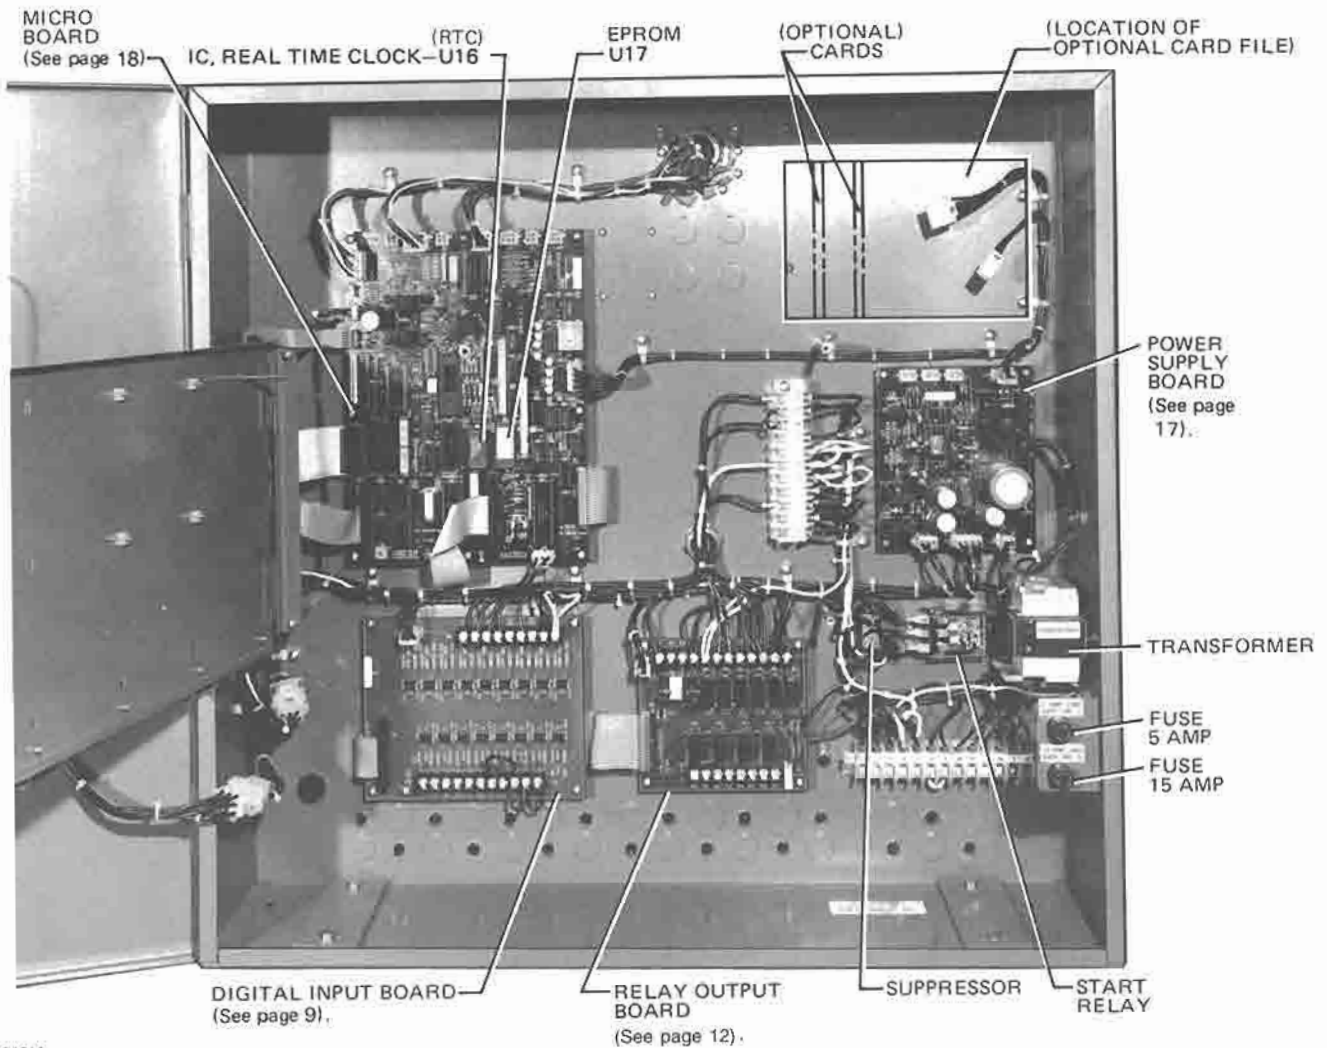 MICRO
BOARD
(See page 18)
(RTC)
IC, REAL TIME CLOCK–U16
EPROM
U17
(OPTIONAL)
CARDS
(LOCATION OF
OPTIONAL CARD FILE)
POWER
SUPPLY
BOARD
(See page
17).
TRANSFORMER
FUSE
5 AMP
FUSE
15 AMP
DIGITAL INPUT BOARD
(See page 9).
RELAY OUTPUT
BOARD
(See page 12).
SUPPRESSOR
START
RELAY